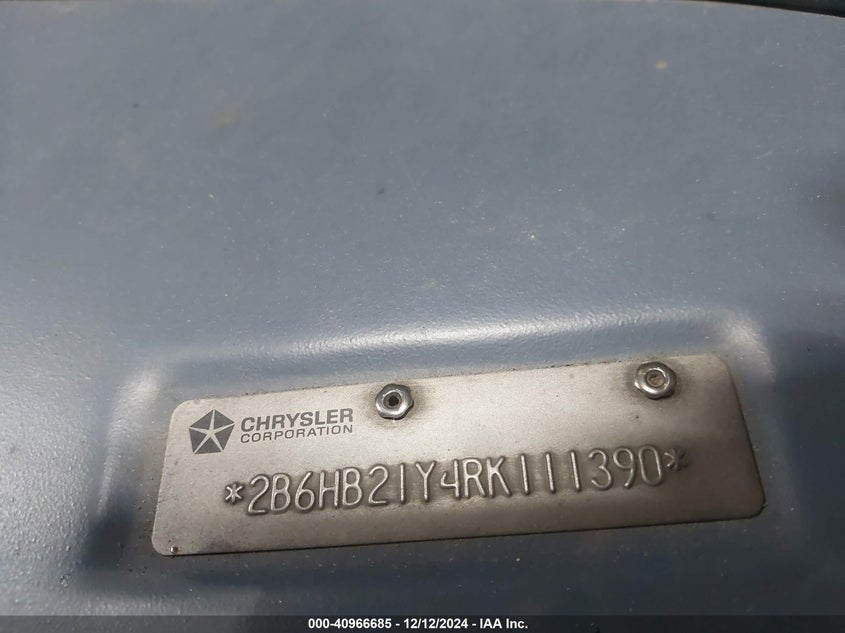 CHRYSLER
CORPORATION
*2B6HB21Y4RK111390*
000-40966685 - 12/12/2024 - IAA Inc.